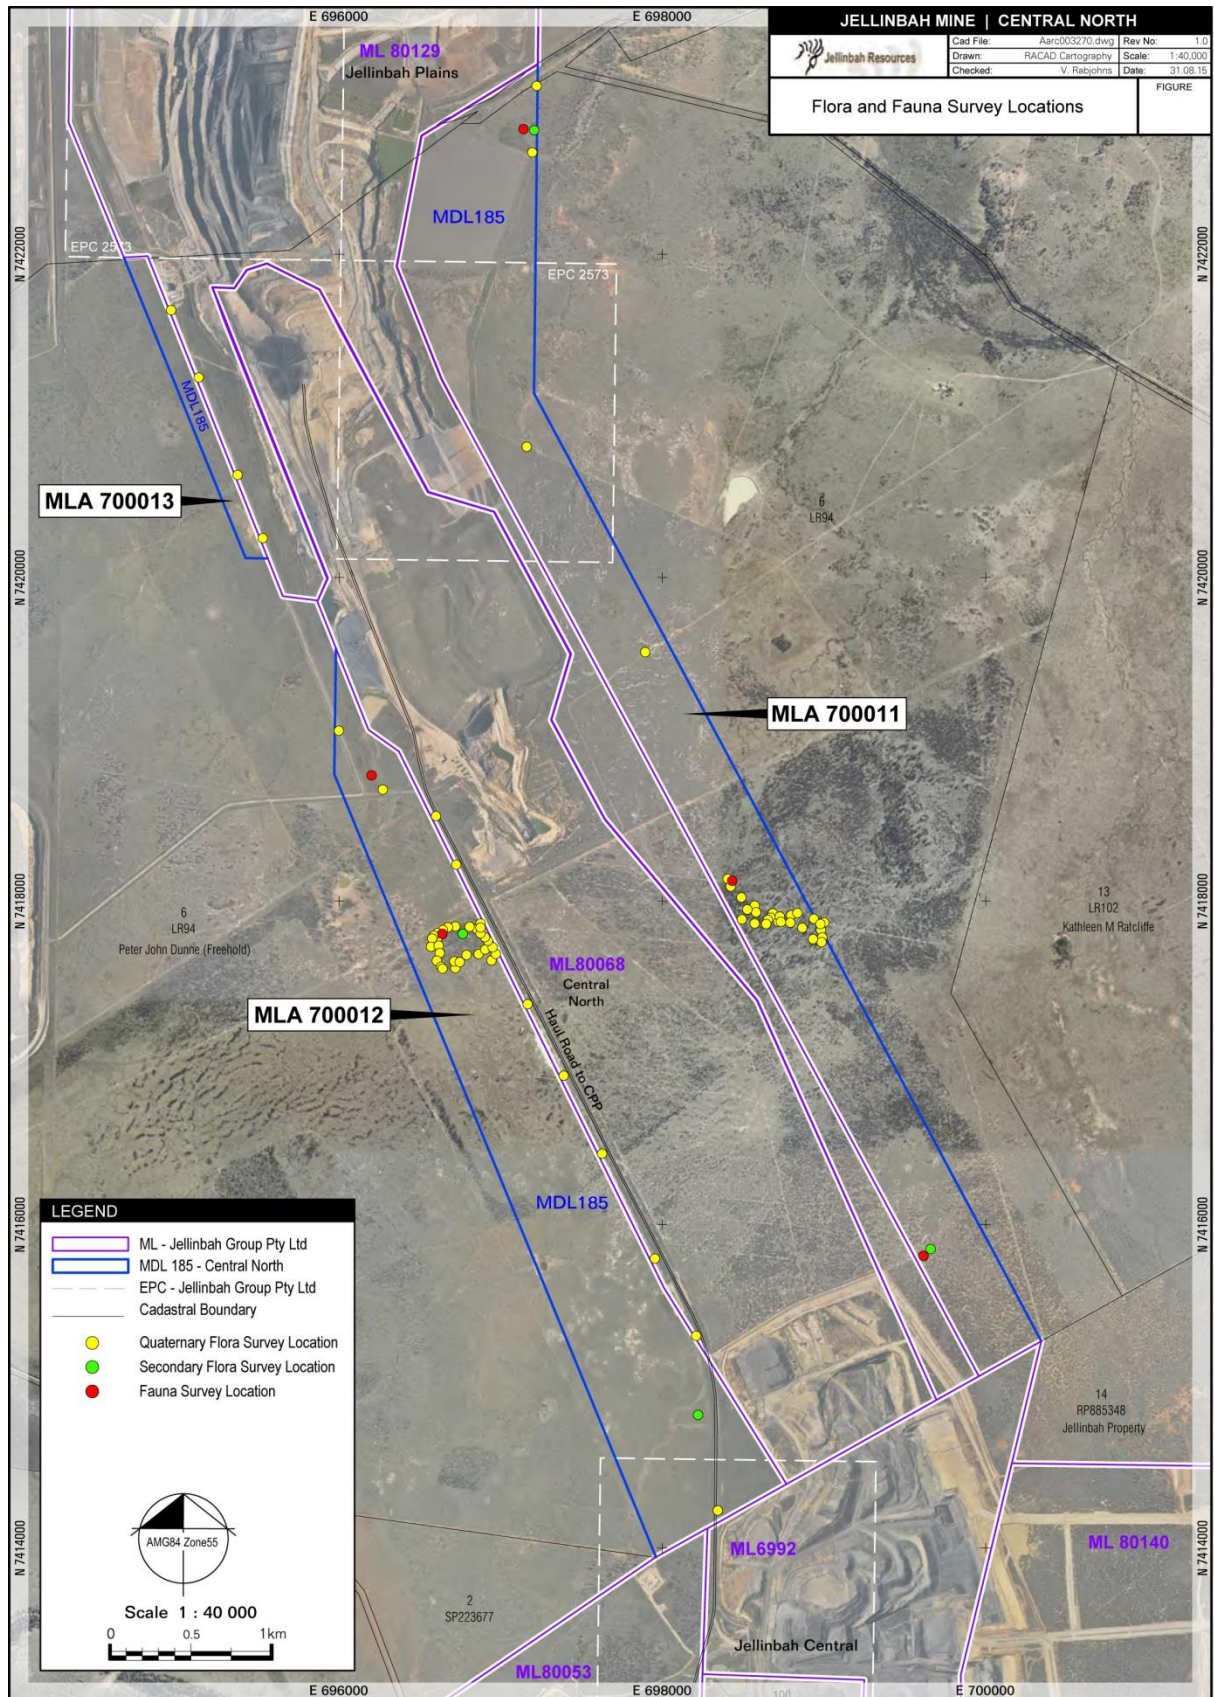 E 696000
E 698000
JELLINBAH MINE | CENTRAL NORTH
Jellinbah Resources
Cad File: Aarc003270.dwg
Rev No: 1.0
Drawn: RACAD Cartography
Scale: 1:40,000
Checked: V. Rabjohns
Date: 31.08.15
Flora and Fauna Survey Locations
FIGURE
ML 80129
Jellinbah Plains
MDL185
N 7422000
N 7422000
EPC 2573
EPC 2573
MDL185
MLA 700013
6
LR94
N 7420000
N 7420000
MLA 700011
N 7418000
N 7418000
6
LR94
Peter John Dunne (Freehold)
13
LR102
Kathleen M Ratcliffe
ML80068
Central
North
MLA 700012
Haul Road to CPP
MDL185
N 7416000
N 7416000
LEGEND
ML - Jellinbah Group Pty Ltd
MDL 185 - Central North
EPC - Jellinbah Group Pty Ltd
Cadastral Boundary
Quaternary Flora Survey Location
Secondary Flora Survey Location
Fauna Survey Location
AMG84 Zone55
Scale 1 : 40 000
0 0.5 1km
14
RP885348
Jellinbah Property
N 7414000
N 7414000
ML6992
ML 80140
2
SP223677
Jellinbah Central
ML80053
100
E 696000
E 698000
E 700000